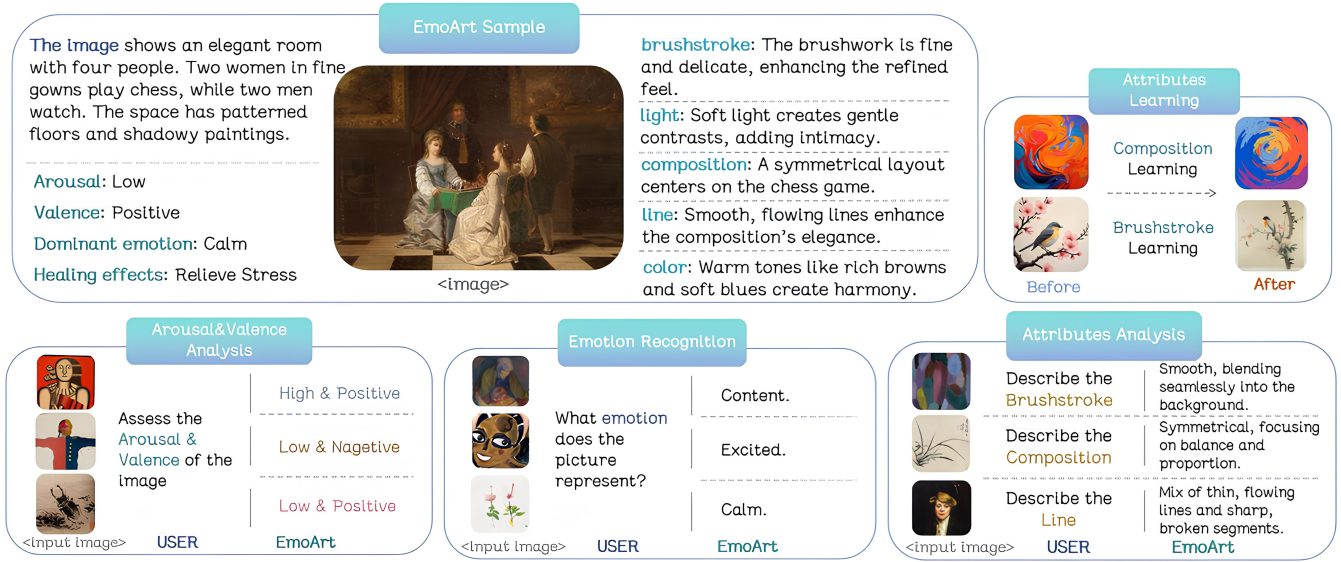 EmoArt Sample
The image shows an elegant room
with four people. Two women in fine
gowns play chess, while two men
watch. The space has patterned
floors and shadowy paintings.
Arousal: Low
Valence: Positive
Dominant emotion: Calm
Healing effects: Relieve Stress
<image>
brushstroke: The brushwork is fine
and delicate, enhancing the refined
feel.
light: Soft light creates gentle
contrasts, adding intimacy.
composition: A symmetrical layout
centers on the chess game.
line: Smooth, flowing lines enhance
the composition's elegance.
color: Warm tones like rich browns
and soft blues create harmony.
Attributes
Learning
Composition
Learning
Brushstroke
Learning
Before
After
Arousal&Valence
Analysis
Assess the
Arousal &
Valence of the
image
High & Positive
Low & Nagetive
Low & Positive
<input image>
USER
EmoArt
Emotion Recognition
What emotion
does the
picture
represent?
Content.
Excited.
Calm.
<input image>
USER
EmoArt
Attributes Analysis
Describe the
Brushstroke
Smooth, blending
seamlessly into the
background.
Describe the
Composition
Symmetrical, focusing
on balance and
proportion.
Describe the
Line
Mix of thin, flowing
lines and sharp,
broken segments.
<input image>
USER
EmoArt